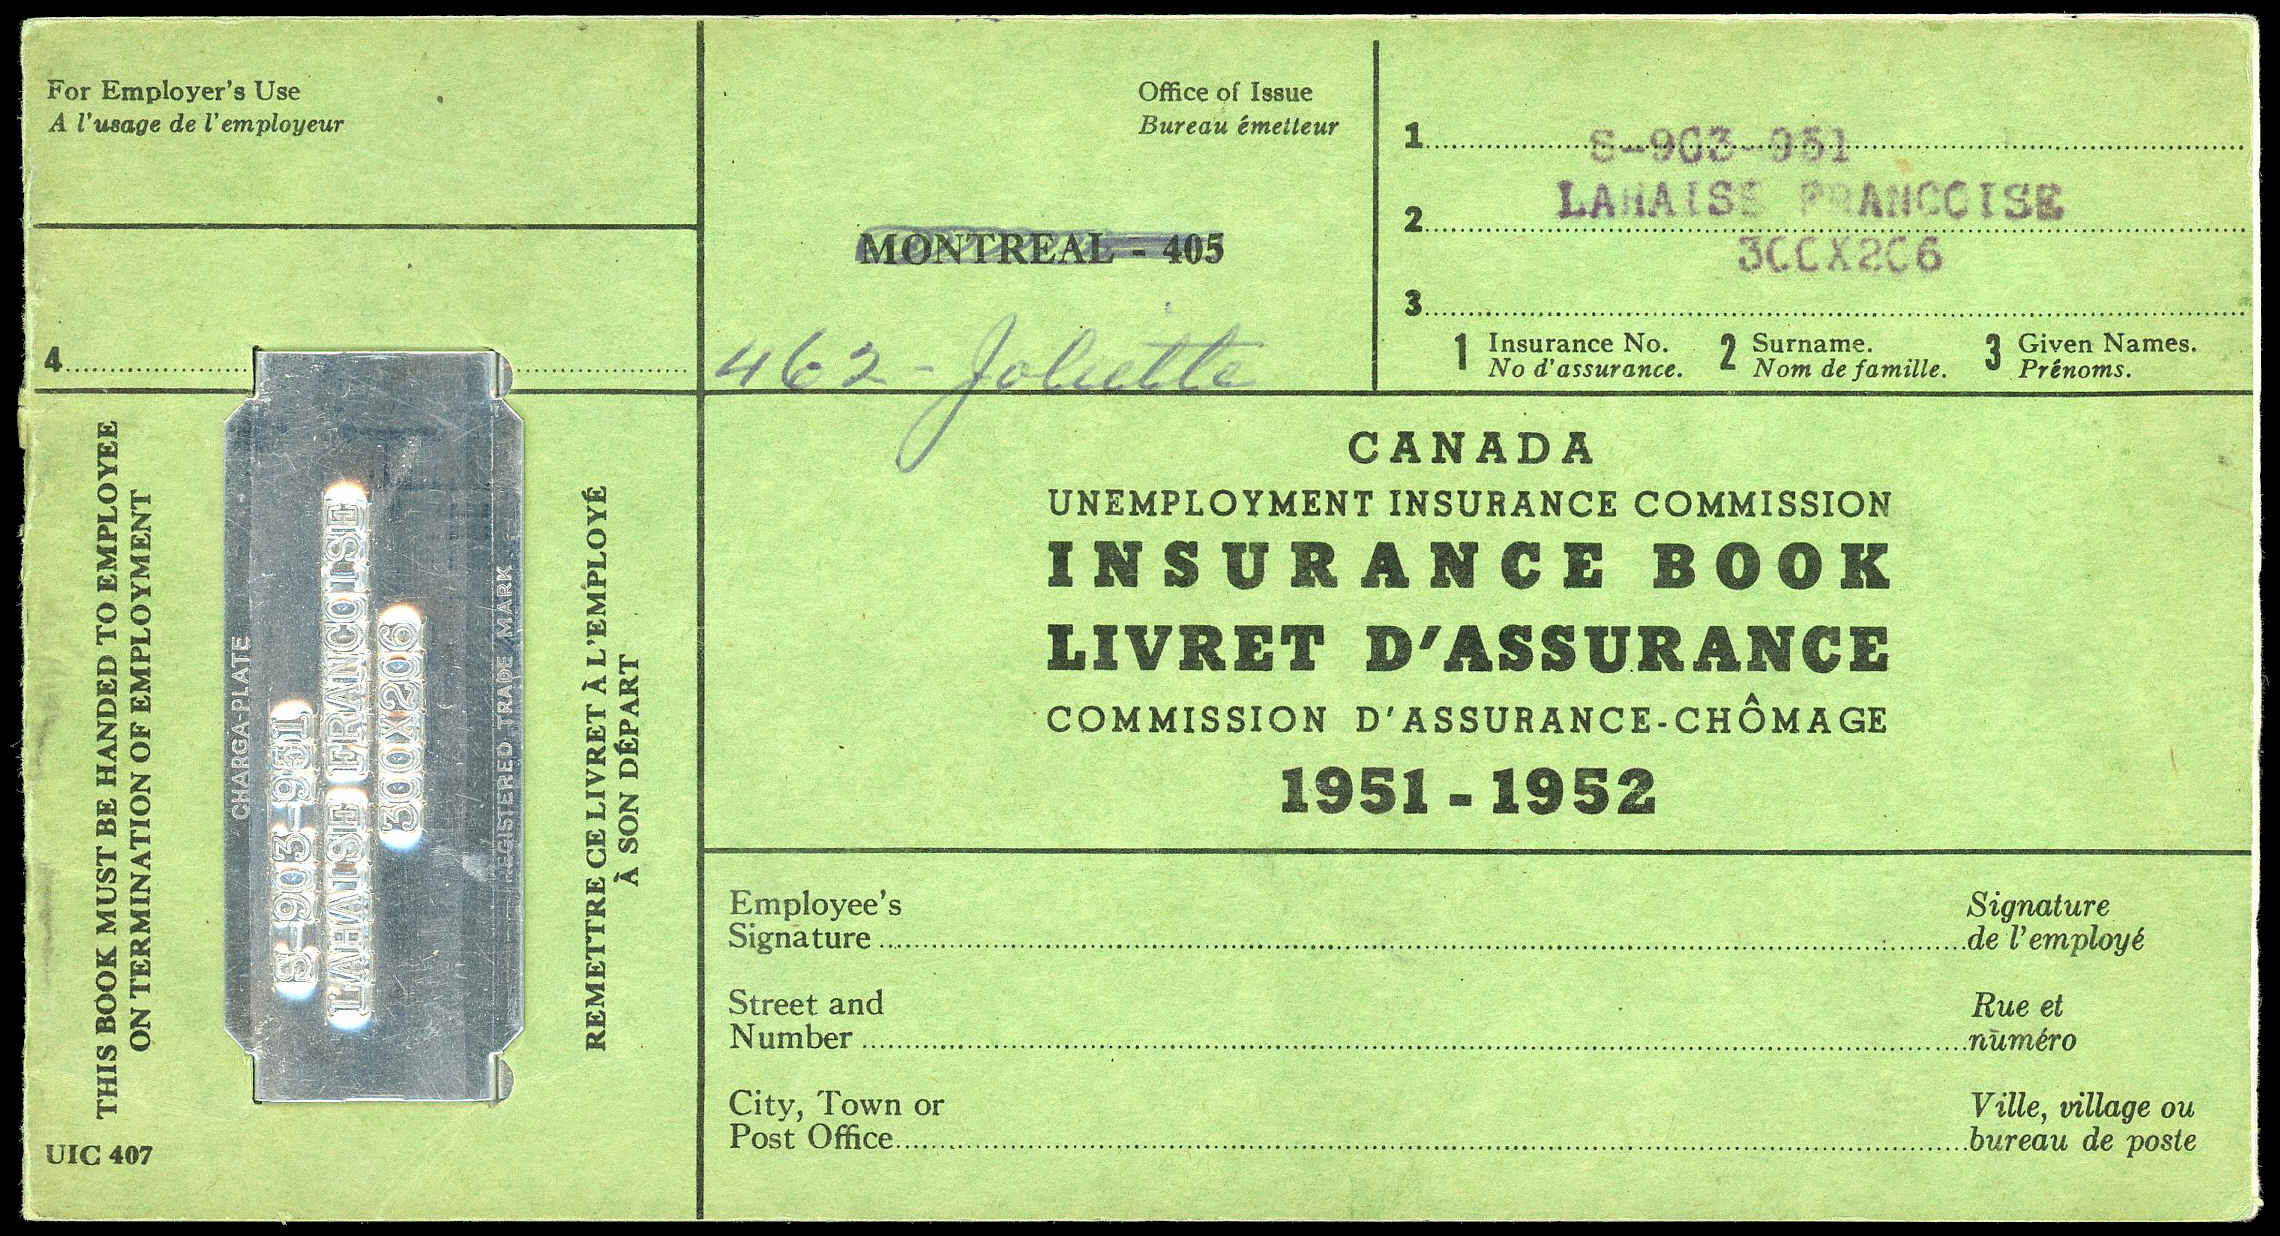 For Employer's Use
A l'usage de l'employeur
4
Office of Issue
Bureau émetteur
MONTREAL - 405
462 - Joliette
1 S-903-951
2 LAHAISE FRANCOISE
300X206
3
1 Insurance No. 2 Surname. 3 Given Names.
No d'assurance. Nom de famille. Prénoms.
THIS BOOK MUST BE HANDED TO EMPLOYEE
ON TERMINATION OF EMPLOYMENT
CHARGA-PLATE
S-903-951
LAHAISE FRANCOISE
300X206
REGISTERED TRADE MARK
REMETTRE CE LIVRET À L'EMPLOYÉ
À SON DÉPART
UIC 407
CANADA
UNEMPLOYMENT INSURANCE COMMISSION
INSURANCE BOOK
LIVRET D'ASSURANCE
COMMISSION D'ASSURANCE-CHÔMAGE
1951 - 1952
Employee's Signature
Signature de l'employé
Street and Rue et
Number numéro
City, Town or Ville, village ou
Post Office bureau de poste